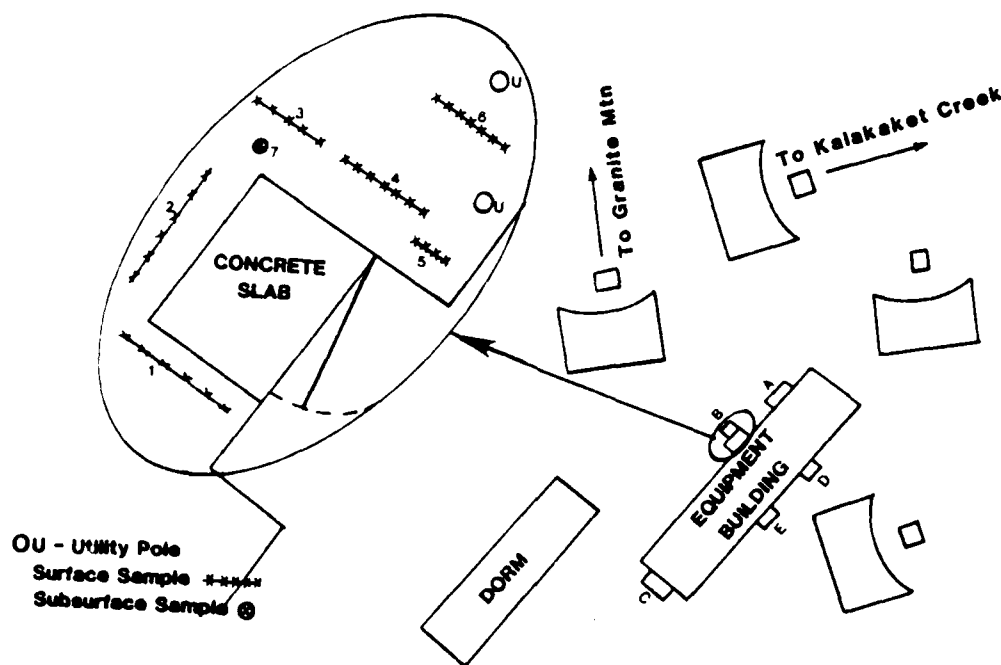 U
3
6
7
4
2
U
5
CONCRETE
SLAB
1
To Granite Mtn
To Kalakaket Creek
A
B
EQUIPMENT
BUILDING
D
E
C
DORM
OU - Utility Pole
Surface Sample
Subsurface Sample